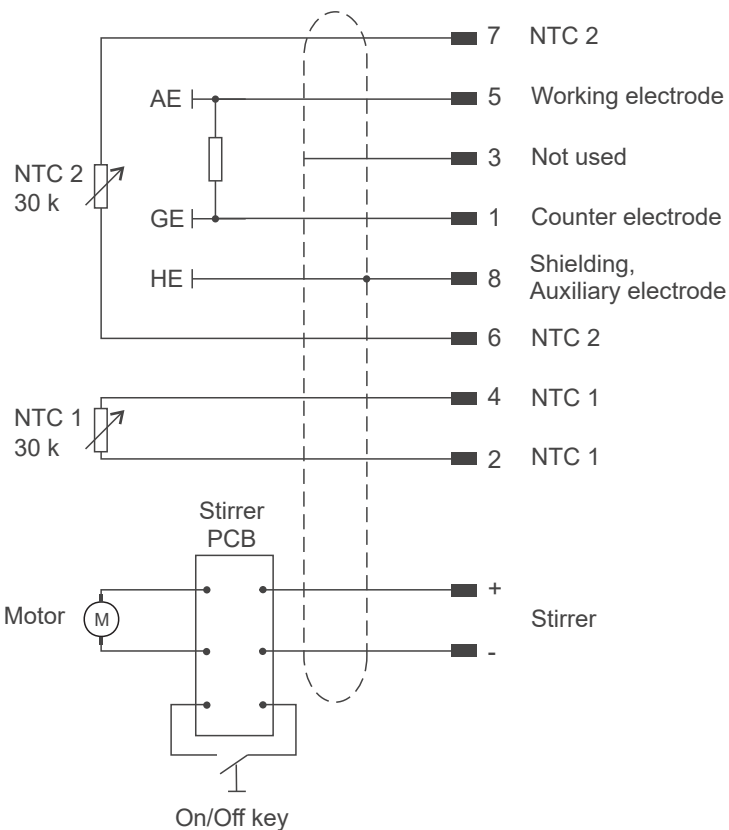 7 NTC 2
AE
5 Working electrode
3 Not used
NTC 2
30 k
GE
1 Counter electrode
HE
8 Shielding,
Auxiliary electrode
6 NTC 2
4 NTC 1
NTC 1
30 k
2 NTC 1
Stirrer
PCB
+
Motor
M
Stirrer
-
On/Off key